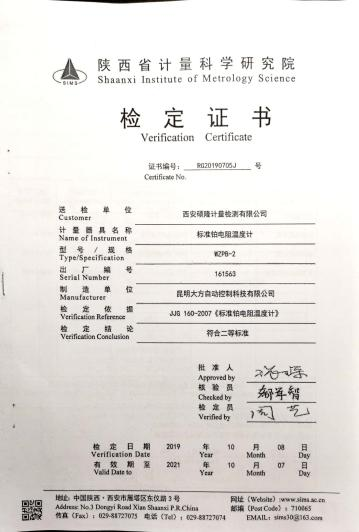 SIMS
陕西省计量科学研究院
Shaanxi Institute of Metrology Science
检定证书
Verification Certificate
证书编号: RG20190705J 号
Certificate No.
送检单位 西安硕隆计量检测有限公司
Customer
计量器具名称 标准铂电阻温度计
Name of Instrument
型号/规格 WZPB-2
Type/Specification
出厂编号 161563
Serial Number
制造单位 昆明大方自动控制科技有限公司
Manufacturer
检定依据 JJG 160-2007《标准铂电阻温度计》
Verification Reference
检定结论 符合二等标准
Verification Conclusion
批准人
Approved by
核验员
Checked by
检定员
Verified by
检定日期 2019 年 10 月 08 日
Verification Date Year Month Day
有效期至 2021 年 10 月 07 日
Valid Date to Year Month Day
地址: 中国陕西·西安市雁塔区东仪路3号 网址 (Website):www.sims.ac.cn
Address: No.3 Dongyi Road Xian Shaanxi P.R.China 邮编 (Post Code): 710065
传真 (Fax): 029-88727075 电话 (Tel): 029-88727074 EMAIL: sims30@163.com